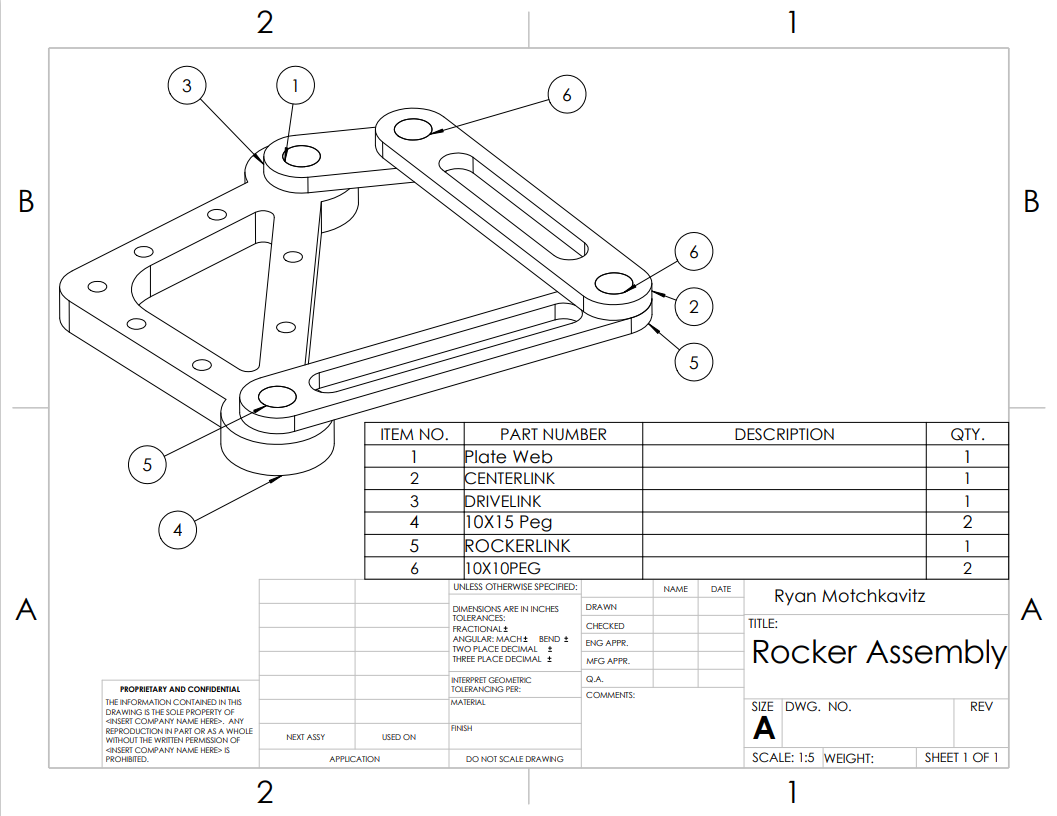 2
1
3
1
6
B
B
6
2
5
5
4
ITEM NO. PART NUMBER DESCRIPTION QTY.
1 Plate Web 1
2 CENTERLINK 1
3 DRIVELINK 1
4 10X15 Peg 2
5 ROCKERLINK 1
6 10X10PEG 2
A
A
UNLESS OTHERWISE SPECIFIED:
DIMENSIONS ARE IN INCHES
TOLERANCES:
FRACTIONAL±
ANGULAR: MACH± BEND ±
TWO PLACE DECIMAL ±
THREE PLACE DECIMAL ±
INTERPRET GEOMETRIC
TOLERANCING PER:
MATERIAL
FINISH
DO NOT SCALE DRAWING
NAME DATE
DRAWN
CHECKED
ENG APPR.
MFG APPR.
Q.A.
COMMENTS:
Ryan Motchkavitz
TITLE:
Rocker Assembly
SIZE DWG. NO. REV
A
SCALE: 1:5 WEIGHT: SHEET 1 OF 1
PROPRIETARY AND CONFIDENTIAL
THE INFORMATION CONTAINED IN THIS
DRAWING IS THE SOLE PROPERTY OF
<INSERT COMPANY NAME HERE>. ANY
REPRODUCTION IN PART OR AS A WHOLE
WITHOUT THE WRITTEN PERMISSION OF
<INSERT COMPANY NAME HERE> IS
PROHIBITED.
NEXT ASSY USED ON
APPLICATION
2
1